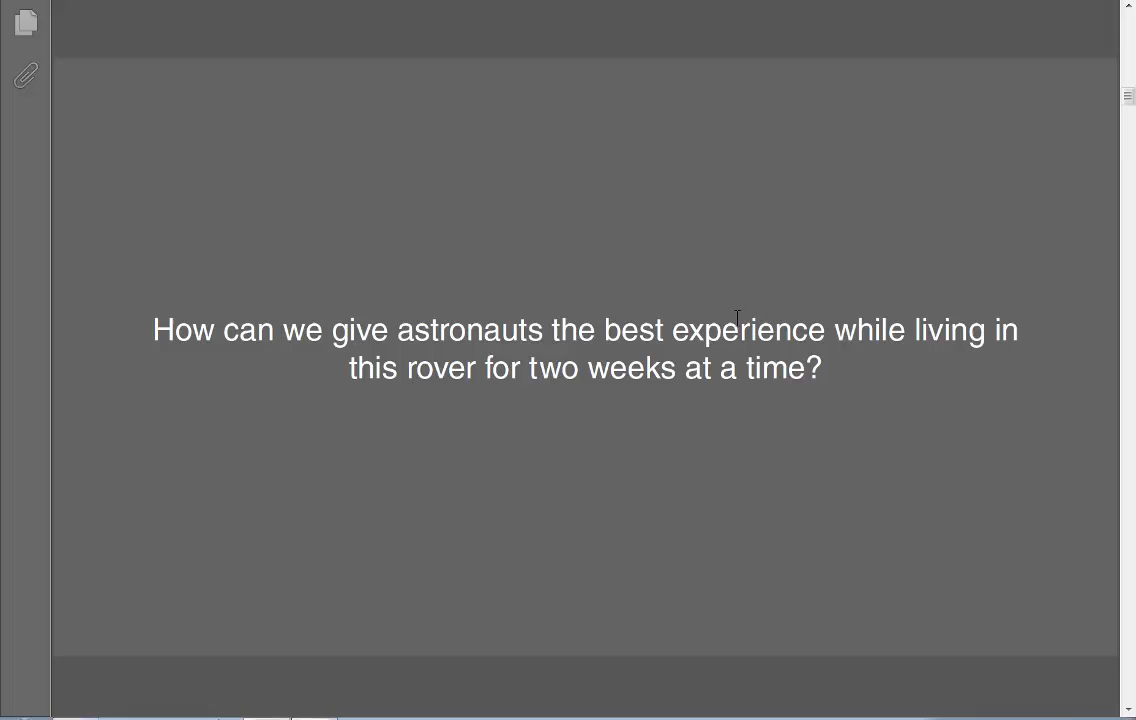 How can we give astronauts the best experience while living in
this rover for two weeks at a time?